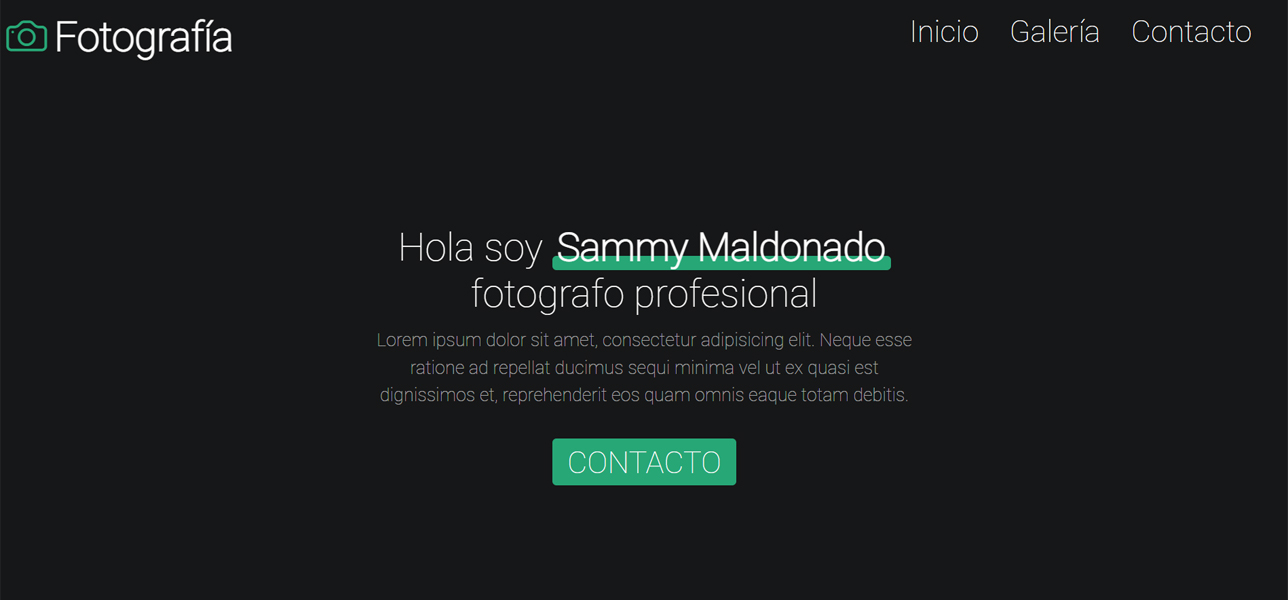 Fotografía
Inicio Galería Contacto
Hola soy Sammy Maldonado
fotografo profesional
Lorem ipsum dolor sit amet, consectetur adipisicing elit. Neque esse
ratione ad repellat ducimus sequi minima vel ut ex quasi est
dignissimos et, reprehenderit eos quam omnis eaque totam debitis.
CONTACTO